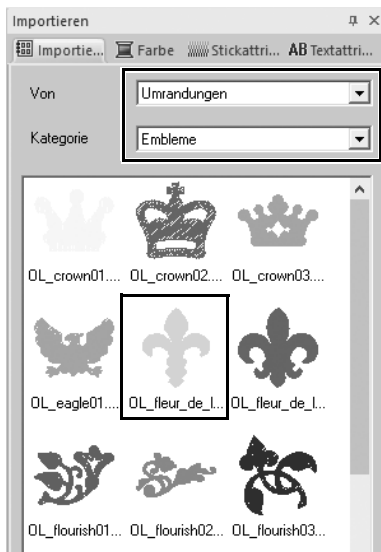 Importieren
Importie... Farbe Stickattri... AB Textattri...
Von Umrandungen
Kategorie Embleme
OL_crown01.... OL_crown02.... OL_crown03....
OL_eagle01.... OL_fleur_de_l... OL_fleur_de_l...
OL_flourish01... OL_flourish02... OL_flourish03...